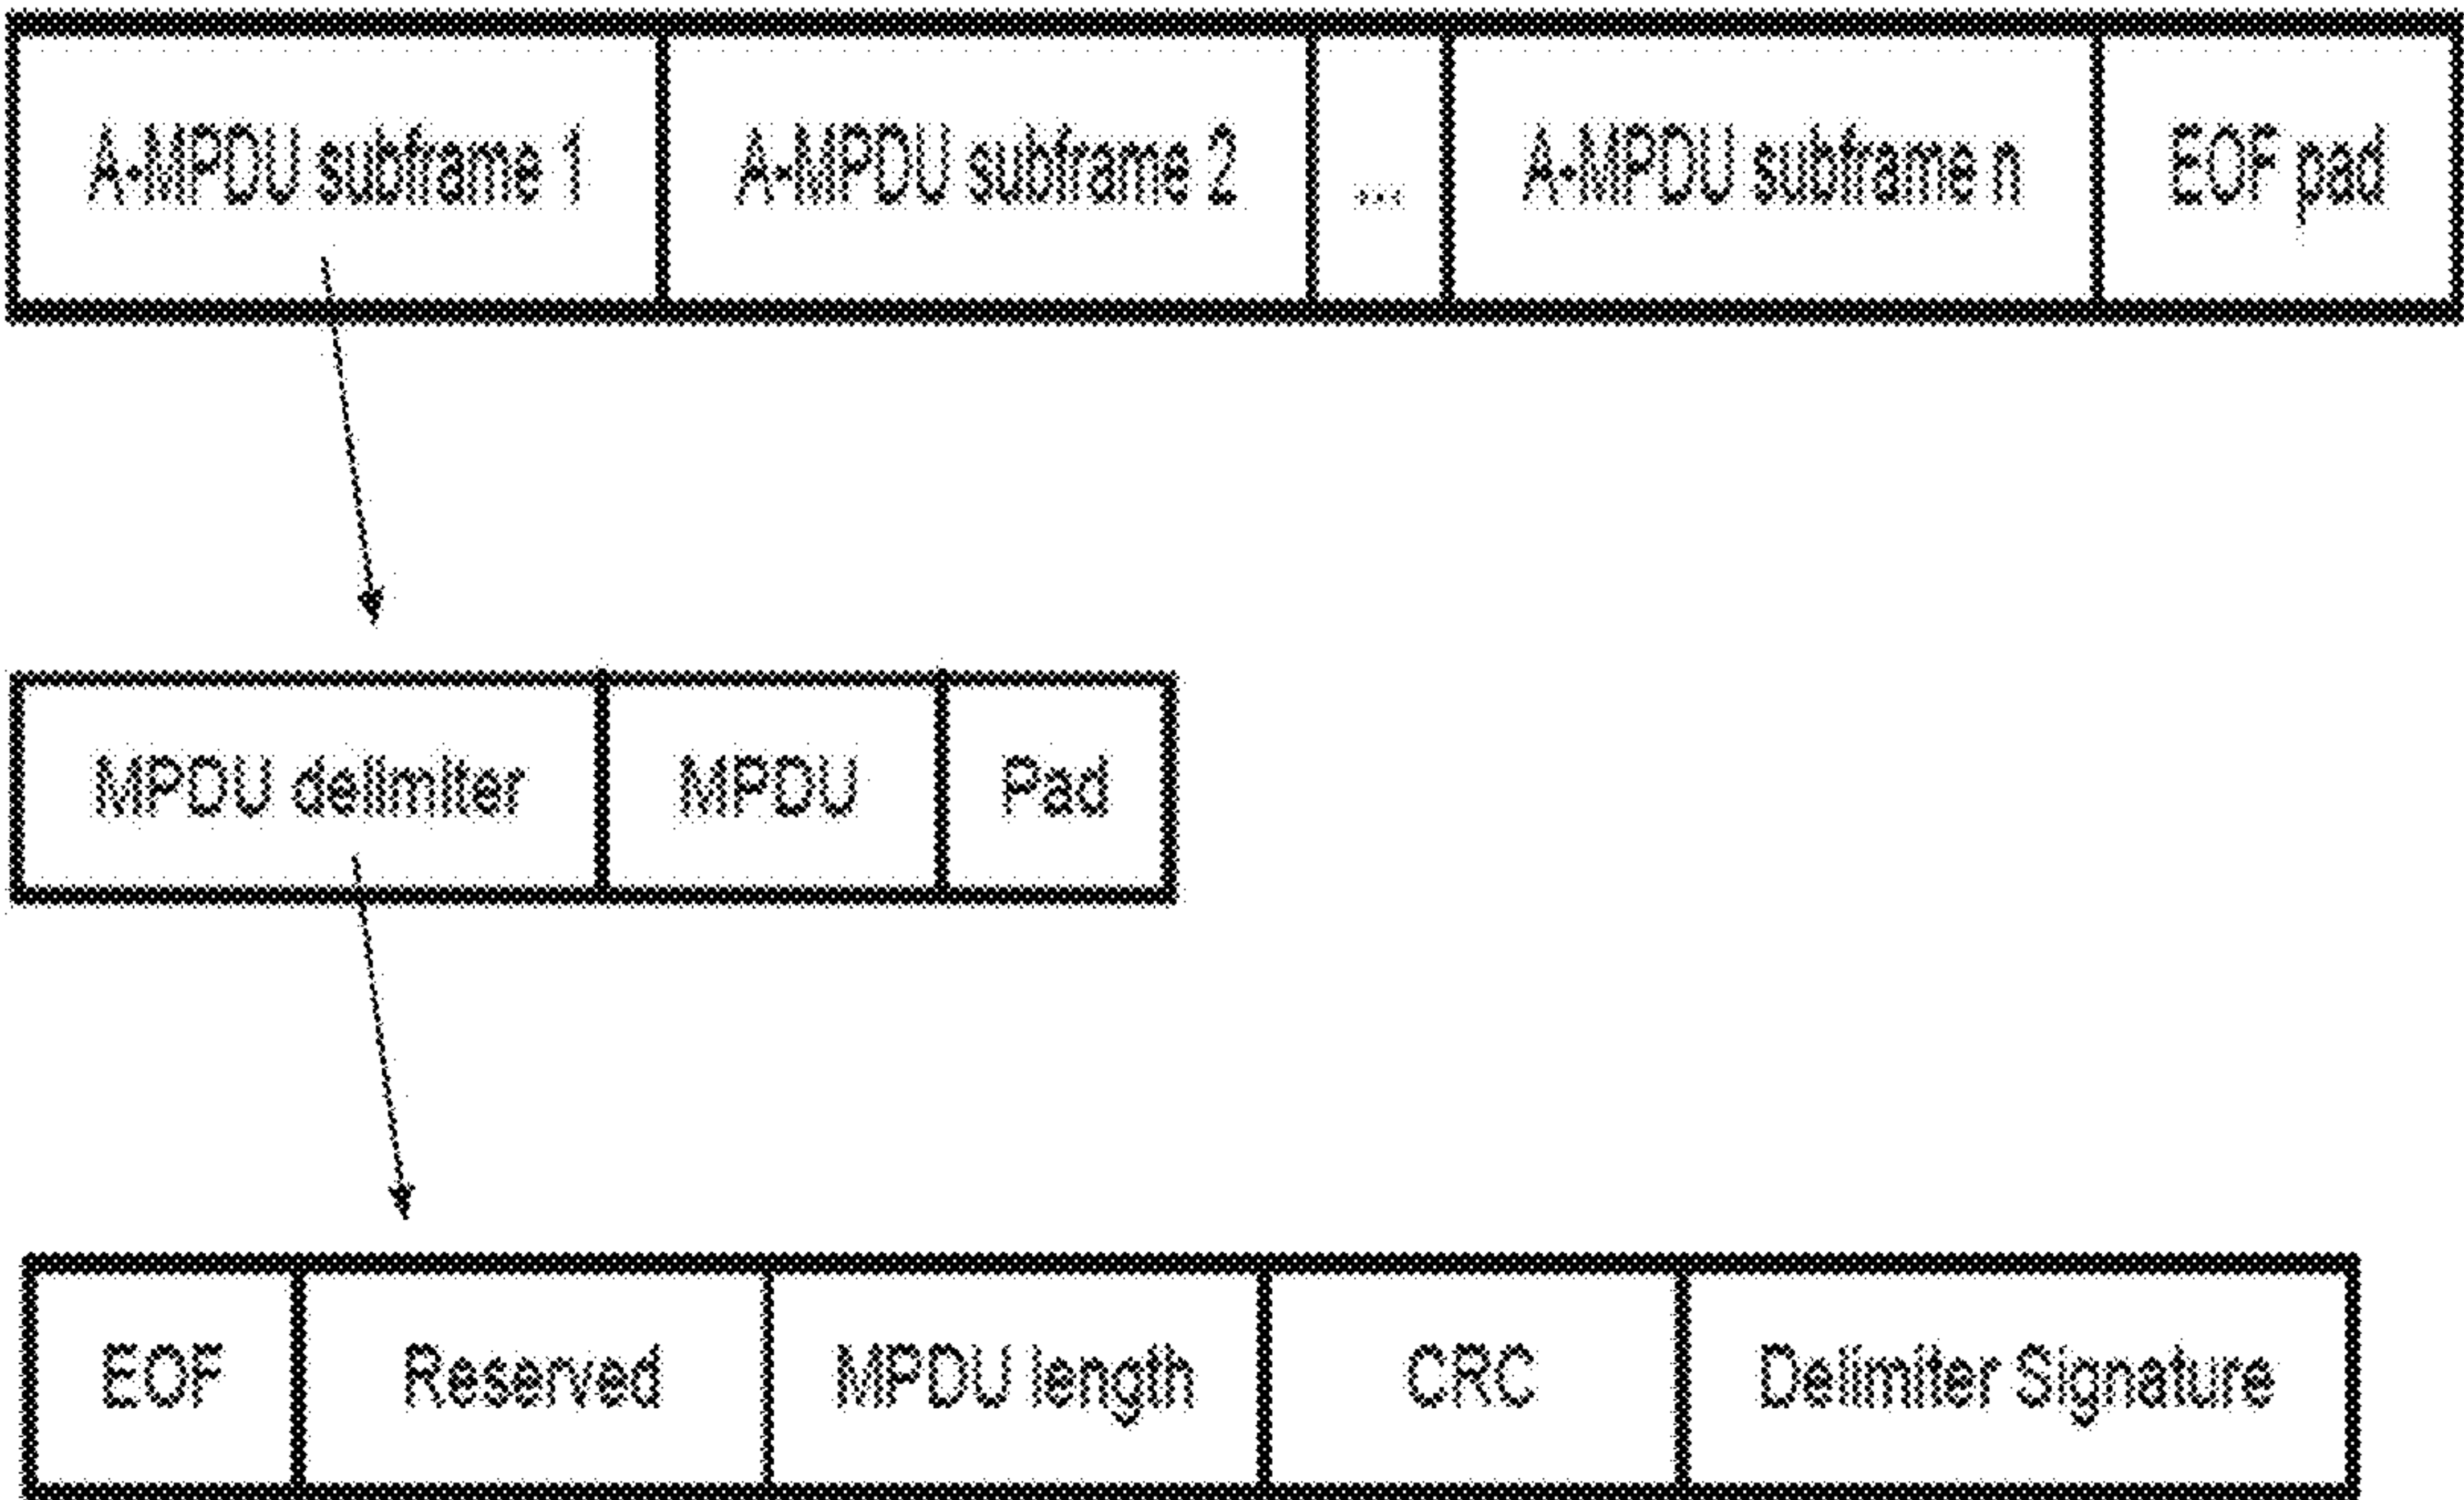 A-MPDU subframe 1 A-MPDU subframe 2 ... A-MPDU subframe n EOF pad
MPDU delimiter MPDU Pad
EOF Reserved MPDU length CRC Delimiter Signature